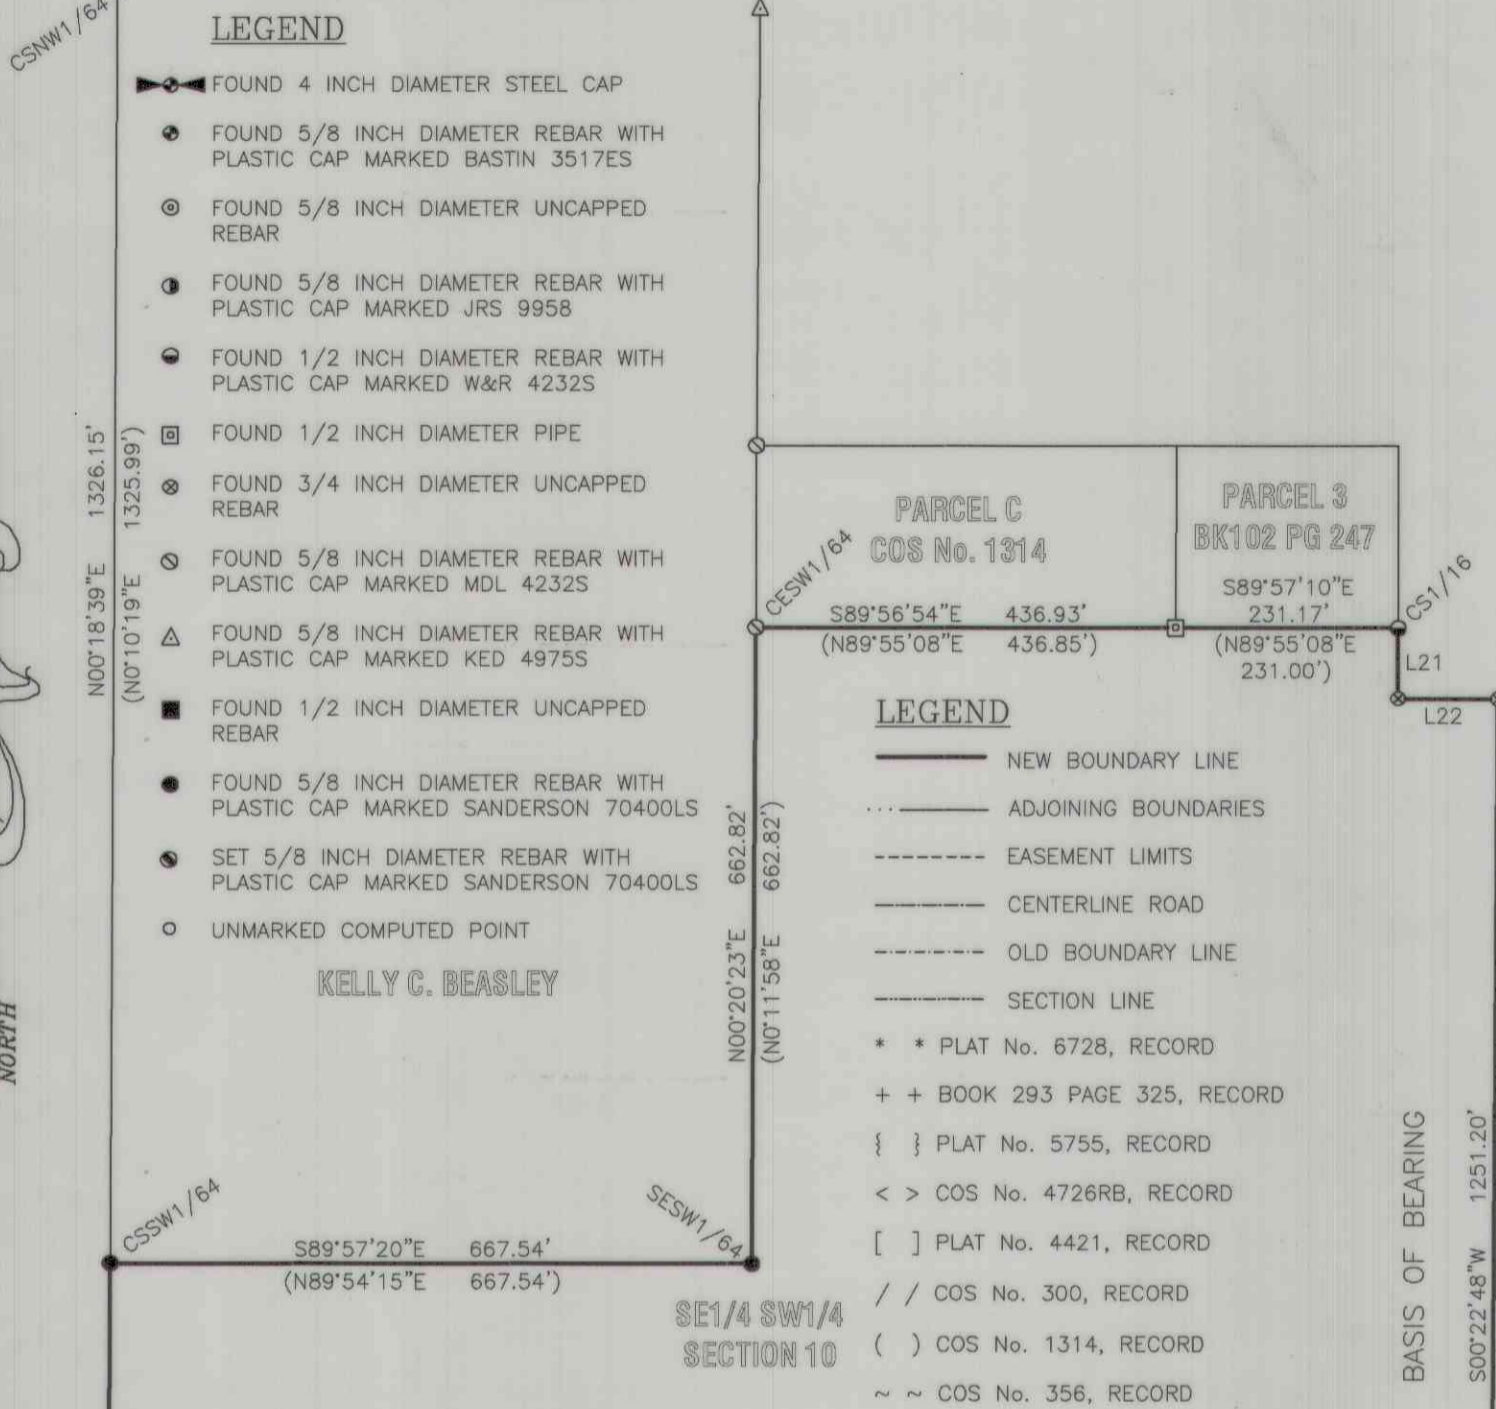 CSNW1/64
LEGEND
FOUND 4 INCH DIAMETER STEEL CAP
FOUND 5/8 INCH DIAMETER REBAR WITH
PLASTIC CAP MARKED BASTIN 3517ES
FOUND 5/8 INCH DIAMETER UNCAPPED
REBAR
FOUND 5/8 INCH DIAMETER REBAR WITH
PLASTIC CAP MARKED JRS 9958
FOUND 1/2 INCH DIAMETER REBAR WITH
PLASTIC CAP MARKED W&R 4232S
FOUND 1/2 INCH DIAMETER PIPE
FOUND 3/4 INCH DIAMETER UNCAPPED
REBAR
FOUND 5/8 INCH DIAMETER REBAR WITH
PLASTIC CAP MARKED MDL 4232S
FOUND 5/8 INCH DIAMETER REBAR WITH
PLASTIC CAP MARKED KED 4975S
FOUND 1/2 INCH DIAMETER UNCAPPED
REBAR
FOUND 5/8 INCH DIAMETER REBAR WITH
PLASTIC CAP MARKED SANDERSON 70400LS
SET 5/8 INCH DIAMETER REBAR WITH
PLASTIC CAP MARKED SANDERSON 70400LS
UNMARKED COMPUTED POINT
N00°18'39"E 1326.15'
(N0°10'19"E 1325.99')
KELLY C. BEASLEY
NORTH
CSSW1/64
S89°57'20"E 667.54'
(N89°54'15"E 667.54')
SESW1/64
SE1/4 SW1/4
SECTION 10
N00°20'23"E 662.82'
(N0°11'58"E 662.82')
CESW1/64
PARCEL C
COS No. 1314
S89°56'54"E 436.93'
(N89°55'08"E 436.85')
PARCEL 3
BK102 PG 247
S89°57'10"E
231.17'
(N89°55'08"E
231.00')
CS1/16
L21
L22
LEGEND
NEW BOUNDARY LINE
ADJOINING BOUNDARIES
EASEMENT LIMITS
CENTERLINE ROAD
OLD BOUNDARY LINE
SECTION LINE
* * PLAT No. 6728, RECORD
+ + BOOK 293 PAGE 325, RECORD
{ } PLAT No. 5755, RECORD
< > COS No. 4726RB, RECORD
[ ] PLAT No. 4421, RECORD
/ / COS No. 300, RECORD
( ) COS No. 1314, RECORD
~ ~ COS No. 356, RECORD
BASIS OF BEARING
S00°22'48"W 1251.20'